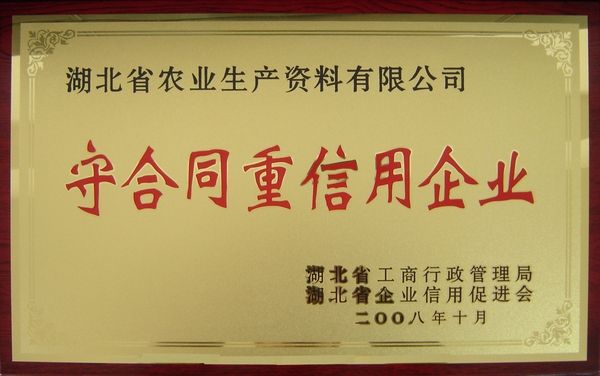 湖北省农业生产资料有限公司
守合同重信用企业
湖北省工商行政管理局
湖北省企业信用促进会
二00八年十月